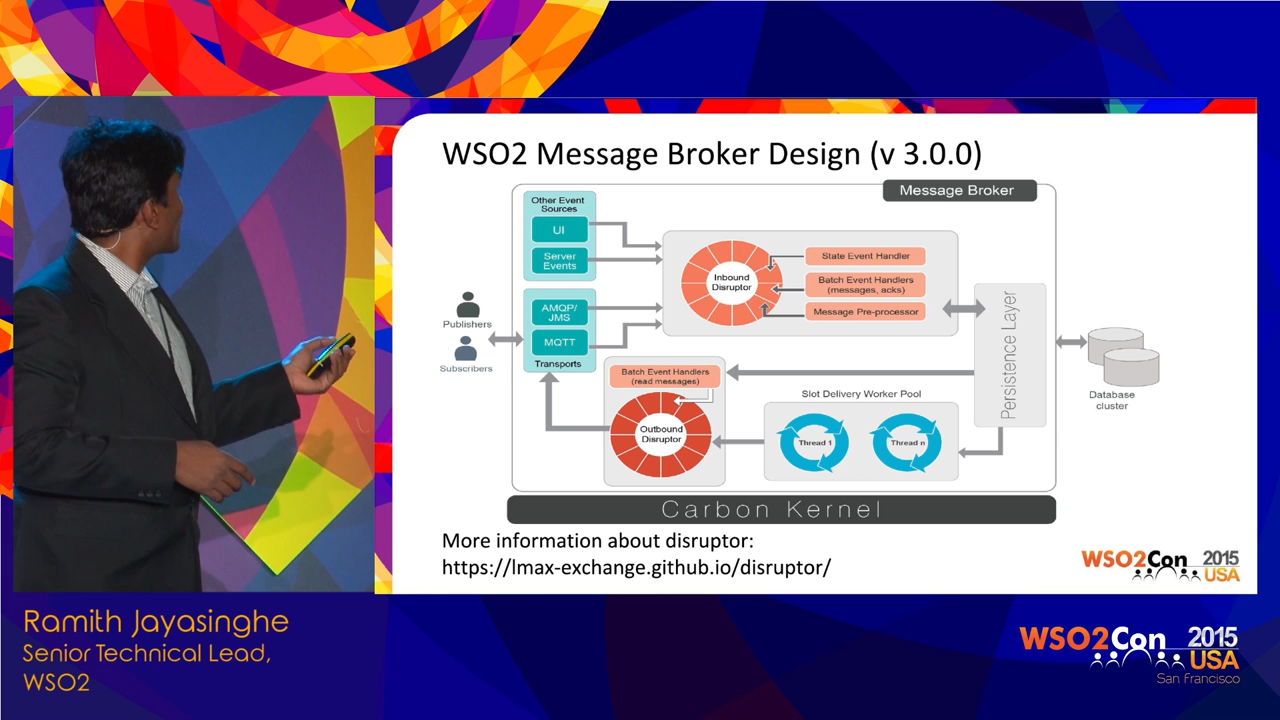 WSO2 Message Broker Design (v 3.0.0)
Message Broker
Other Event
Sources
UI
Server
Events
AMQP/
JMS
MQTT
Transports
Publishers
Subscribers
Inbound
Disruptor
State Event Handler
Batch Event Handlers
(messages, acks)
Message Pre-processor
Persistence Layer
Database
cluster
Batch Event Handlers
(read messages)
Outbound
Disruptor
Slot Delivery Worker Pool
Thread 1
Thread n
Carbon Kernel
More information about disruptor:
https://lmax-exchange.github.io/disruptor/
WSO2Con 2015
USA
Ramith Jayasinghe
Senior Technical Lead,
WSO2
WSO2Con 2015
USA
San Francisco